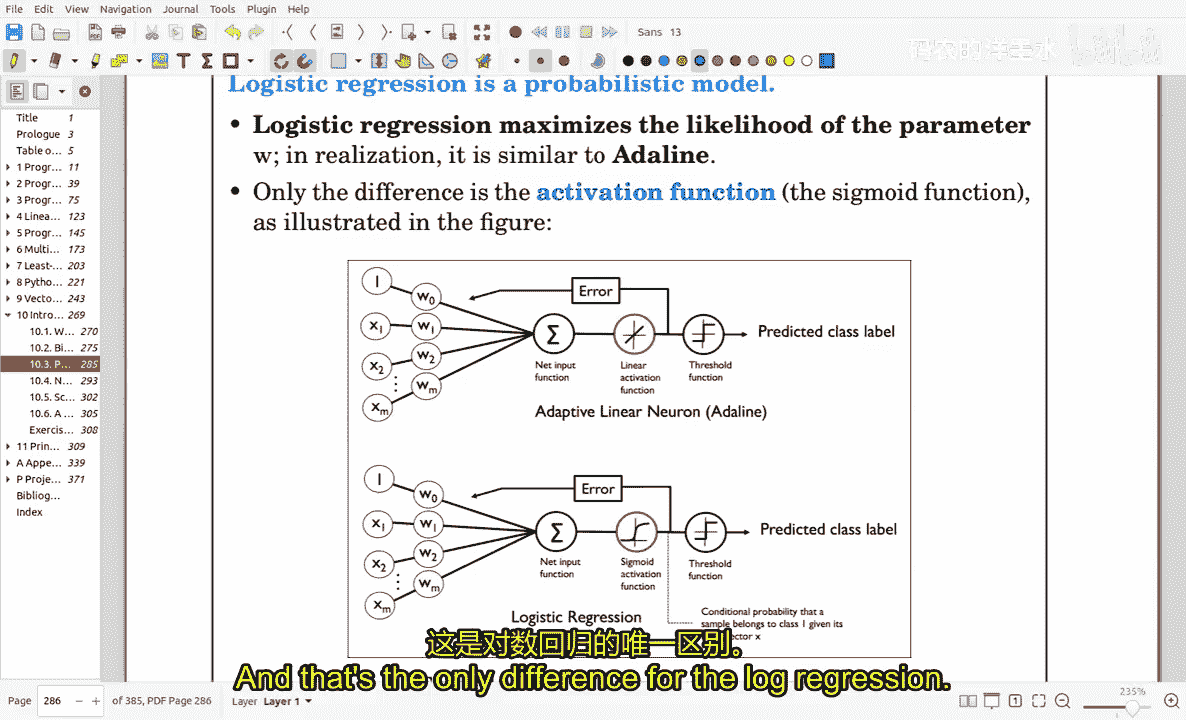 File Edit View Navigation Journal Tools Plugin Help
Sans 13
码农的洋墨水
Title 1
Prologue 3
Table o... 5
1 Progr... 11
2 Progr... 39
3 Progr... 75
4 Linea... 123
5 Progr... 145
6 Multi... 173
7 Least-... 203
8 Pytho... 221
9 Vecto... 243
10 Intro... 269
10.1. W... 270
10.2. Bi... 275
10.3. P... 285
10.4. N... 293
10.5. Sc... 302
10.6. A ... 305
Exercis... 308
11 Prin... 309
A Appe... 339
P Proje... 371
Bibliog...
Index
Logistic regression is a probabilistic model.
• Logistic regression maximizes the likelihood of the parameter
w; in realization, it is similar to Adaline.
• Only the difference is the activation function (the sigmoid function),
as illustrated in the figure:
1
w0
x1
w1
x2
w2
xm
wm
Σ
Error
Net input
function
Linear
activation
function
Threshold
function
Predicted class label
Adaptive Linear Neuron (Adaline)
1
w0
x1
w1
x2
w2
xm
wm
Σ
Error
Net input
function
Sigmoid
activation
function
Threshold
function
Predicted class label
Logistic Regression
Conditional probability that a
sample belongs to class 1 given its
这是对数回归的唯一区别。
And that's the only difference for the log regression.
Page 286 of 385, PDF Page 286 Layer Layer 1
235%